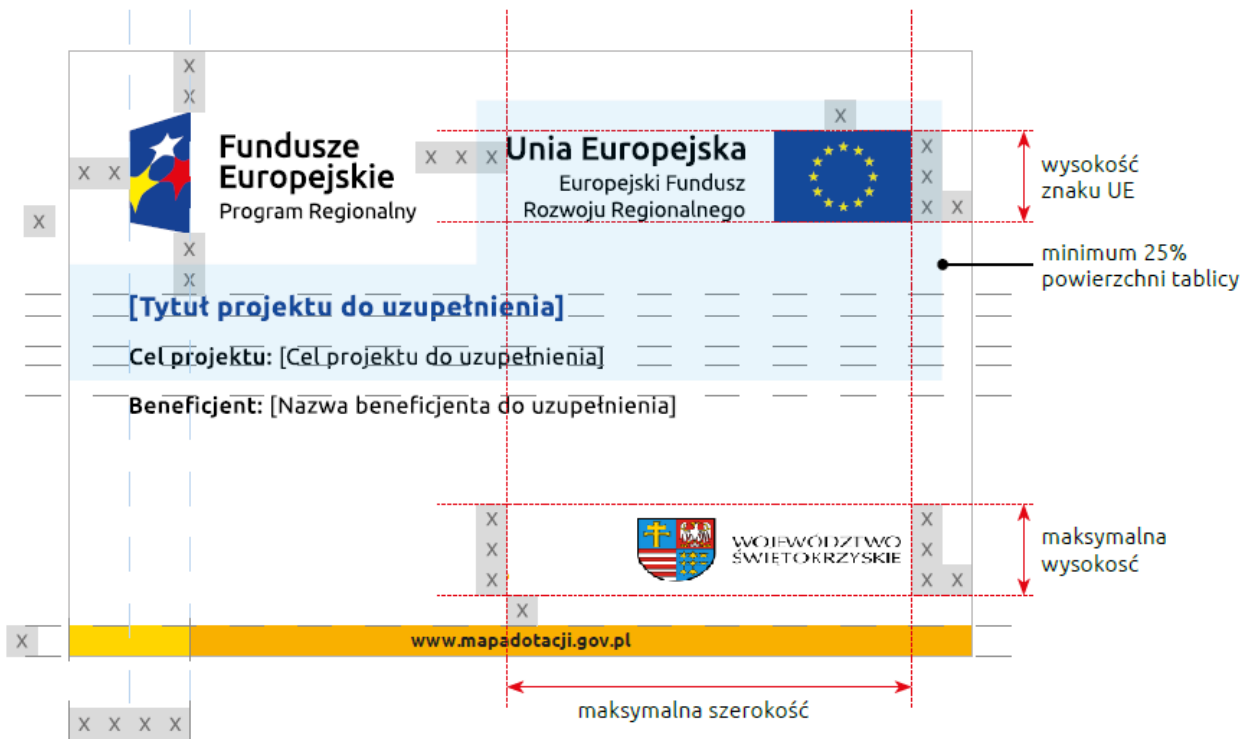 X
X
Fundusze
Europejskie
Program Regionalny
X X
X
X
X
X X X
Unia Europejska
Europejski Fundusz
Rozwoju Regionalnego
X
X
X
X X
wysokość
znaku UE
minimum 25%
powierzchni tablicy
[Tytuł projektu do uzupełnienia]
Cel projektu: [Cel projektu do uzupełnienia]
Beneficjent: [Nazwa beneficjenta do uzupełnienia]
X
X
X
X
WOJEWÓDZTWO
ŚWIĘTOKRZYSKIE
X
X
X X
maksymalna
wysokosć
X
www.mapadotacji.gov.pl
maksymalna szerokość
X X X X